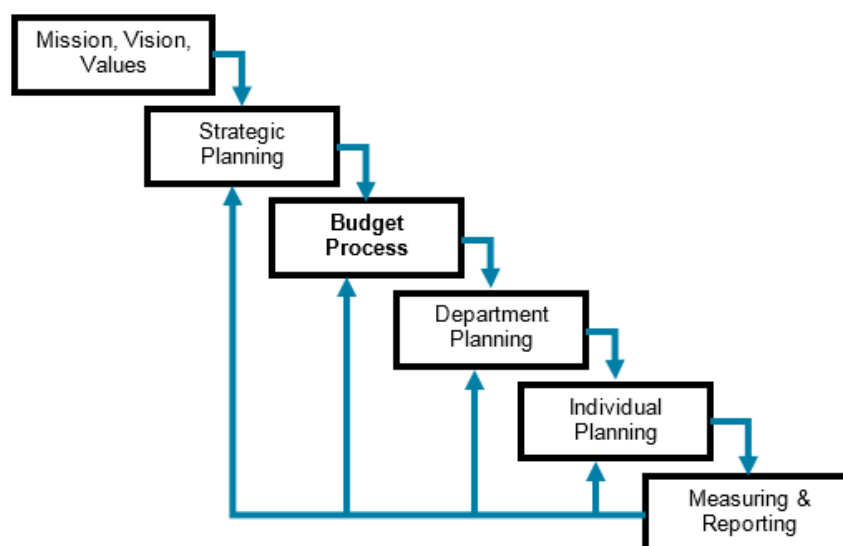 Mission, Vision,
Values
Strategic
Planning
Budget
Process
Department
Planning
Individual
Planning
Measuring &
Reporting